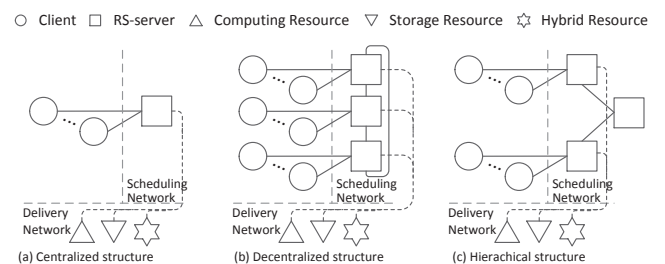 Client RS-server Computing Resource Storage Resource Hybrid Resource
Scheduling
Network
Delivery
Network
(a) Centralized structure
Scheduling
Network
Delivery
Network
(b) Decentralized structure
Scheduling
Network
Delivery
Network
(c) Hierachical structure